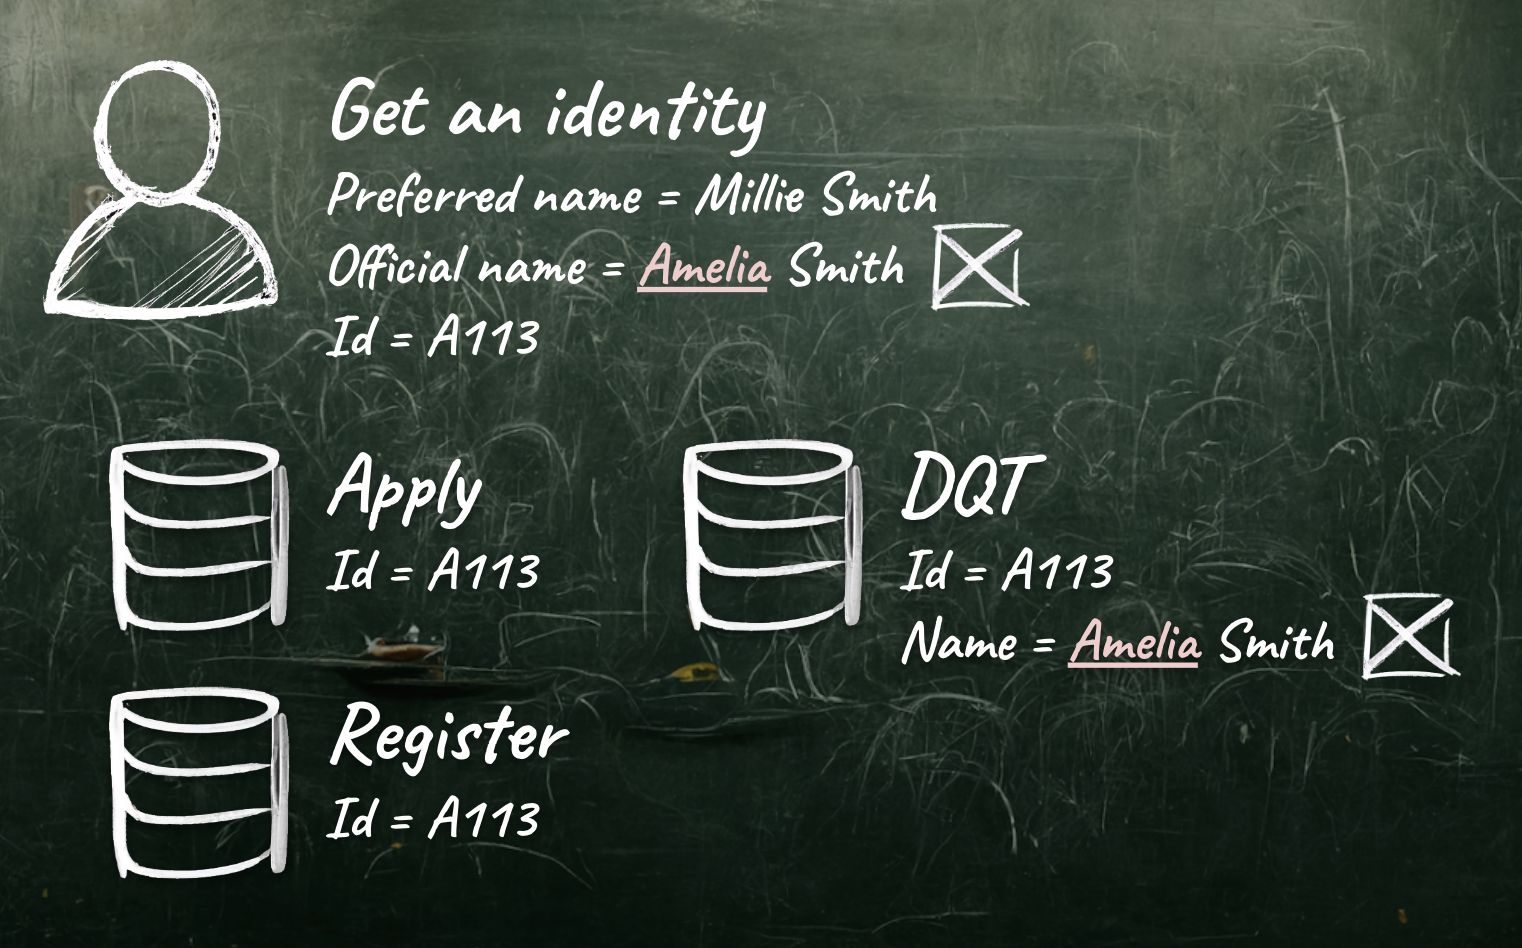 Get an identity
Preferred name = Millie Smith
Official name = Amelia Smith
Id = A113
Apply
Id = A113
DQT
Id = A113
Name = Amelia Smith
Register
Id = A113